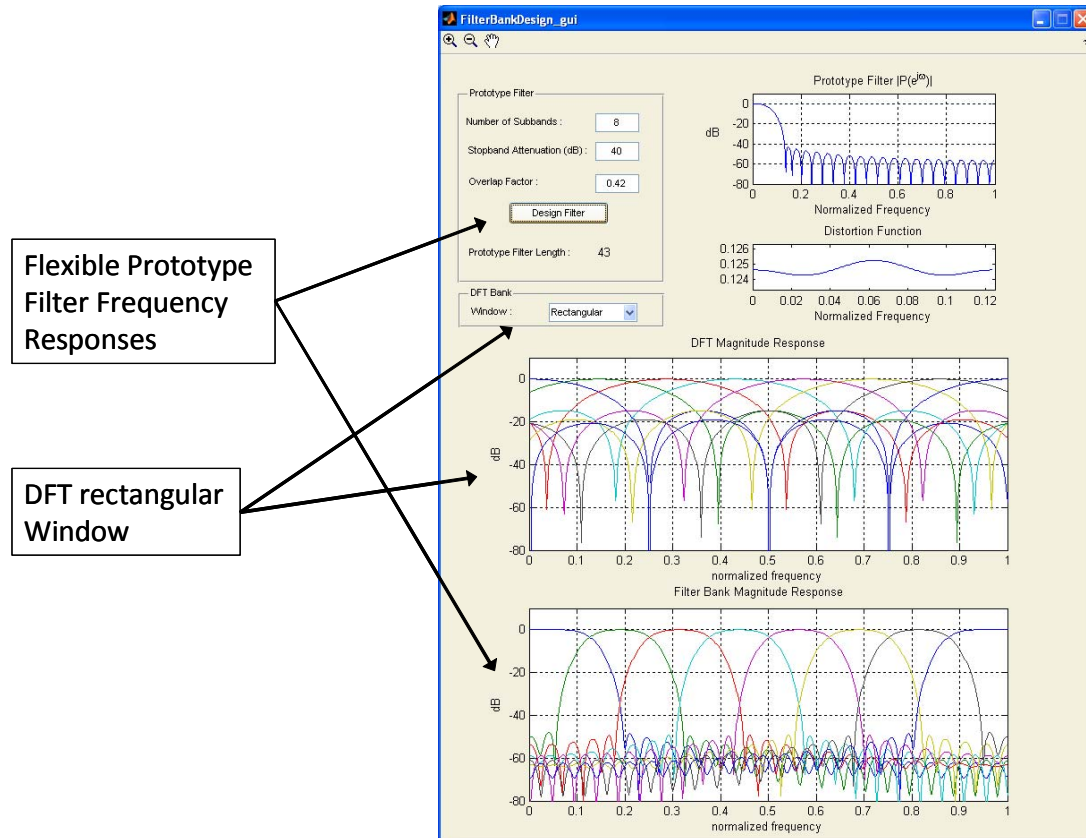 FilterBankDesign_gui
Prototype Filter
Number of Subbands :
8
Stopband Attenuation (dB) :
40
Overlap Factor :
0.42
Design Filter
Prototype Filter Length :
43
DFT Bank
Window :
Rectangular
Prototype Filter |P(e^jω)|
0
-20
-40
-60
-80
dB
0
0.2
0.4
0.6
0.8
1
Normalized Frequency
Distortion Function
0.126
0.125
0.124
0
0.02
0.04
0.06
0.08
0.1
0.12
Normalized Frequency
Flexible Prototype
Filter Frequency
Responses
DFT rectangular
Window
DFT Magnitude Response
0
-20
-40
-60
-80
dB
0
0.1
0.2
0.3
0.4
0.5
0.6
0.7
0.8
0.9
1
normalized frequency
Filter Bank Magnitude Response
0
-20
-40
-60
-80
dB
0
0.1
0.2
0.3
0.4
0.5
0.6
0.7
0.8
0.9
1
normalized frequency